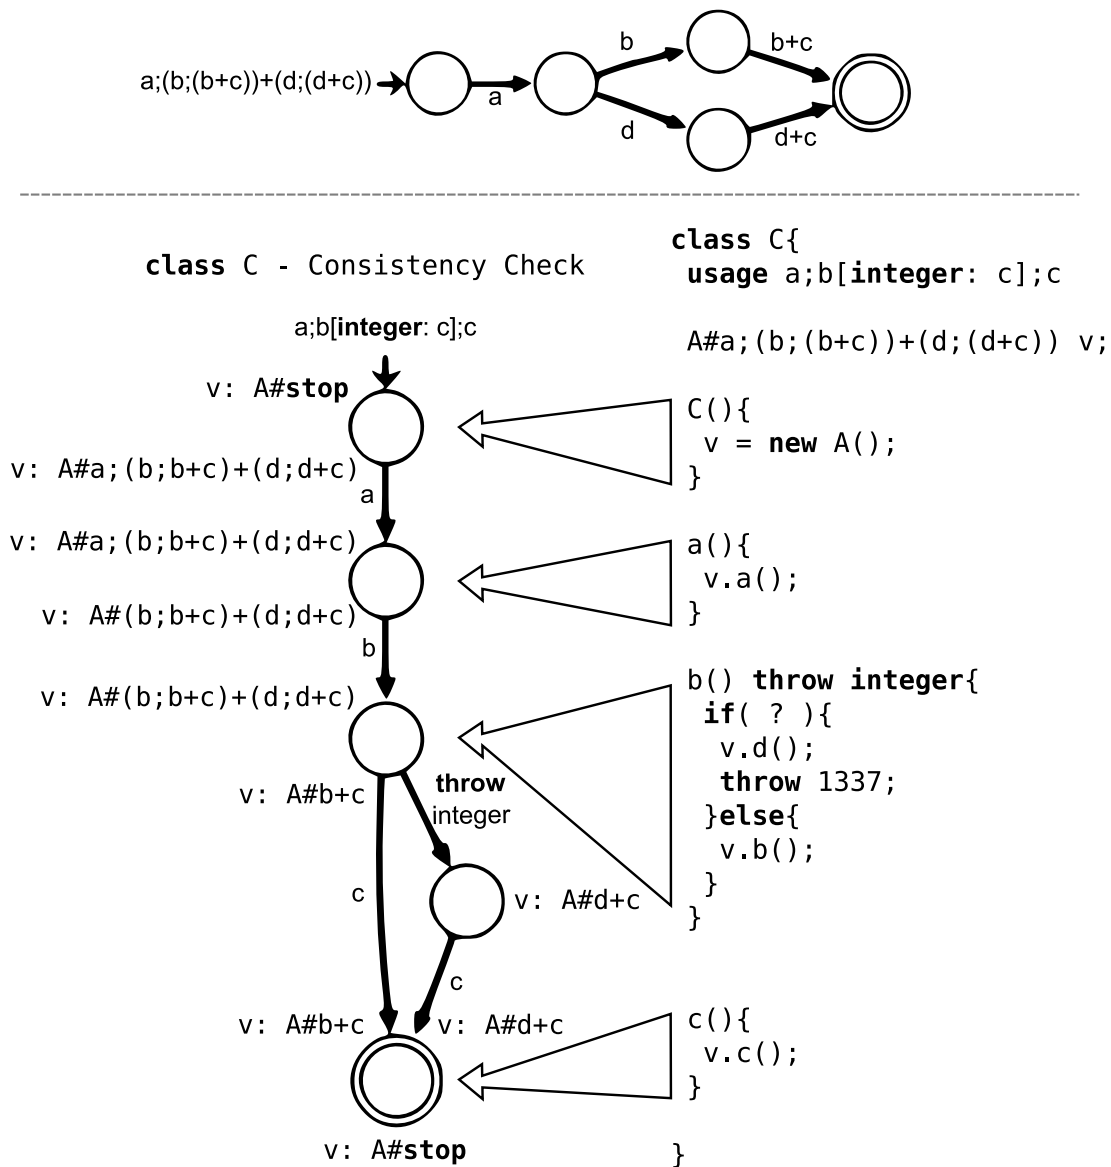 b
b+c
a;(b;(b+c))+(d;(d+c))
a
d
d+c
class C - Consistency Check
a;b[integer: c];c
v: A#stop
v: A#a;(b;b+c)+(d;d+c)
a
v: A#a;(b;b+c)+(d;d+c)
v: A#(b;b+c)+(d;d+c)
b
v: A#(b;b+c)+(d;d+c)
v: A#b+c
throw
integer
c
v: A#d+c
c
v: A#b+c
v: A#d+c
v: A#stop
class C{
usage a;b[integer: c];c
A#a;(b;(b+c))+(d;(d+c)) v;
C(){
v = new A();
}
a(){
v.a();
}
b() throw integer{
if( ? ){
v.d();
throw 1337;
}else{
v.b();
}
}
c(){
v.c();
}
}